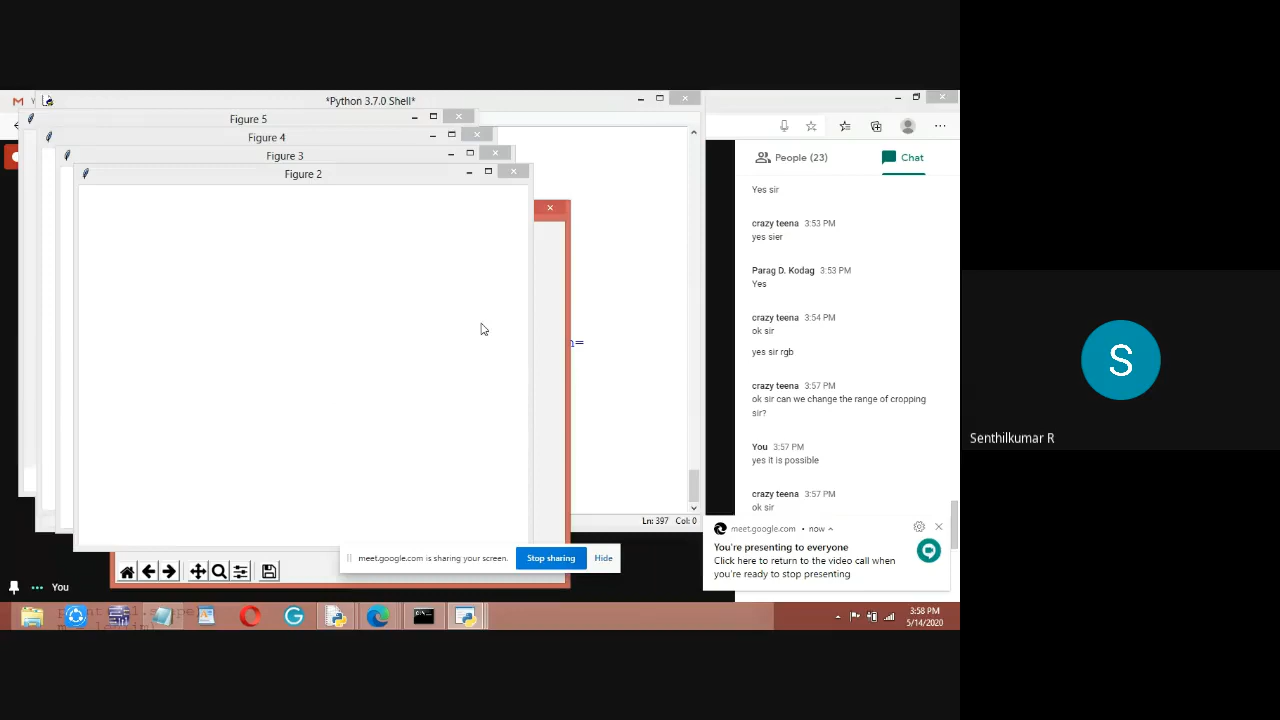 *Python 3.7.0 Shell*
Figure 5
Figure 4
Figure 3
Figure 2
People (23)
Chat
Yes sir
crazy teena 3:53 PM
yes sier
Parag D. Kodag 3:53 PM
Yes
crazy teena 3:54 PM
ok sir
yes sir rgb
crazy teena 3:57 PM
ok sir can we change the range of cropping
sir?
You 3:57 PM
yes it is possible
crazy teena 3:57 PM
ok sir
Ln: 397 Col: 0
meet.google.com • now
You're presenting to everyone
Click here to return to the video call when
you're ready to stop presenting
meet.google.com is sharing your screen.
Stop sharing
Hide
You
3:58 PM
5/14/2020
S
Senthilkumar R